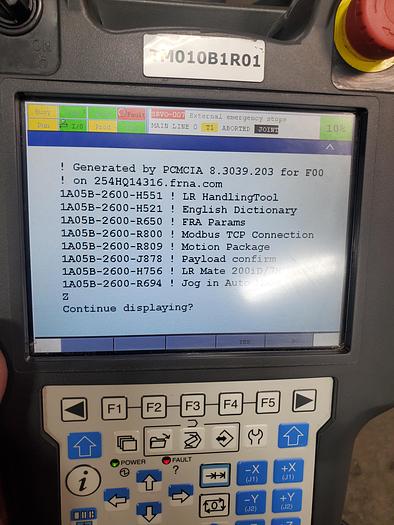 ON
TM010B1R01
Busy Fault SRVO-007 External emergency stops
Run I/O Prod MAIN LINE 0 T1 ABORTED JOINT 10%
! Generated by PCMCIA 8.3039.203 for F00
! on 254HQ14316.frna.com
1A05B-2600-H551 ! LR HandlingTool
1A05B-2600-H521 ! English Dictionary
1A05B-2600-R650 ! FRA Params
1A05B-2600-R800 ! Modbus TCP Connection
1A05B-2600-R809 ! Motion Package
1A05B-2600-J878 ! Payload confirm
1A05B-2600-H756 ! LR Mate 200iD/7
1A05B-2600-R694 ! Jog in
Z
Continue displaying?
YES
F1 F2 F3 F4 F5
POWER FAULT
i ?
-X +X
(J1) (J1)
-Y +Y
(J2) (J2)